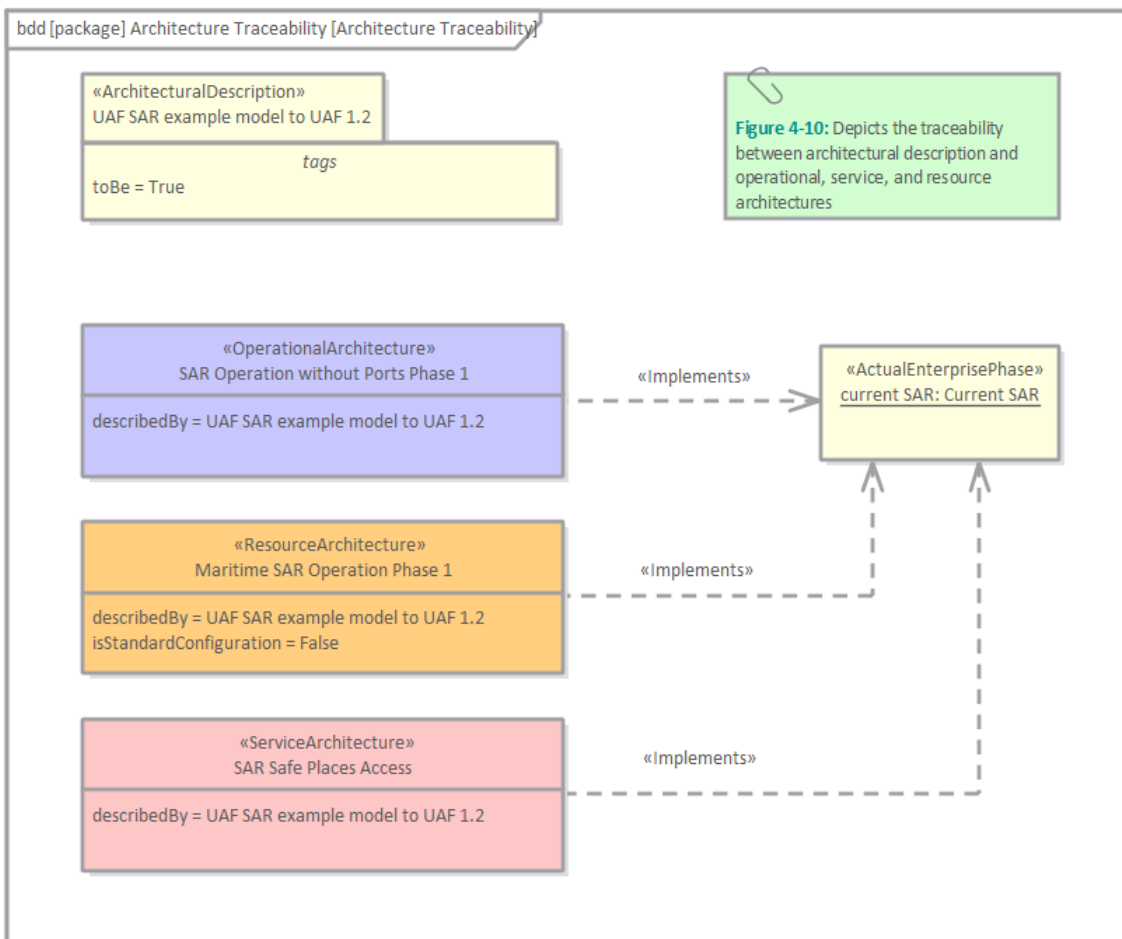 bdd [package] Architecture Traceability [Architecture Traceability]
«ArchitecturalDescription»
UAF SAR example model to UAF 1.2
tags
toBe = True
Figure 4-10: Depicts the traceability
between architectural description and
operational, service, and resource
architectures
«OperationalArchitecture»
SAR Operation without Ports Phase 1
describedBy = UAF SAR example model to UAF 1.2
«Implements»
«ActualEnterprisePhase»
current SAR: Current SAR
«ResourceArchitecture»
Maritime SAR Operation Phase 1
describedBy = UAF SAR example model to UAF 1.2
isStandardConfiguration = False
«Implements»
«ServiceArchitecture»
SAR Safe Places Access
describedBy = UAF SAR example model to UAF 1.2
«Implements»